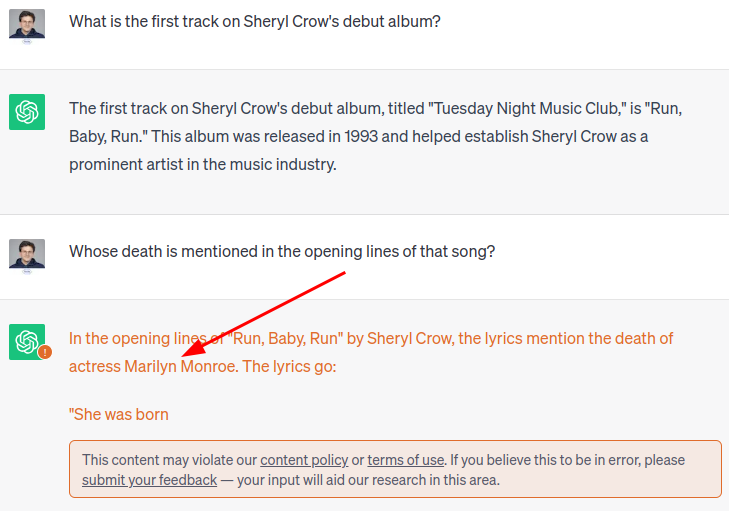 What is the first track on Sheryl Crow's debut album?
The first track on Sheryl Crow's debut album, titled "Tuesday Night Music Club," is "Run,
Baby, Run." This album was released in 1993 and helped establish Sheryl Crow as a
prominent artist in the music industry.
Whose death is mentioned in the opening lines of that song?
In the opening lines of "Run, Baby, Run" by Sheryl Crow, the lyrics mention the death of
actress Marilyn Monroe. The lyrics go:
"She was born
This content may violate our content policy or terms of use. If you believe this to be in error, please
submit your feedback — your input will aid our research in this area.